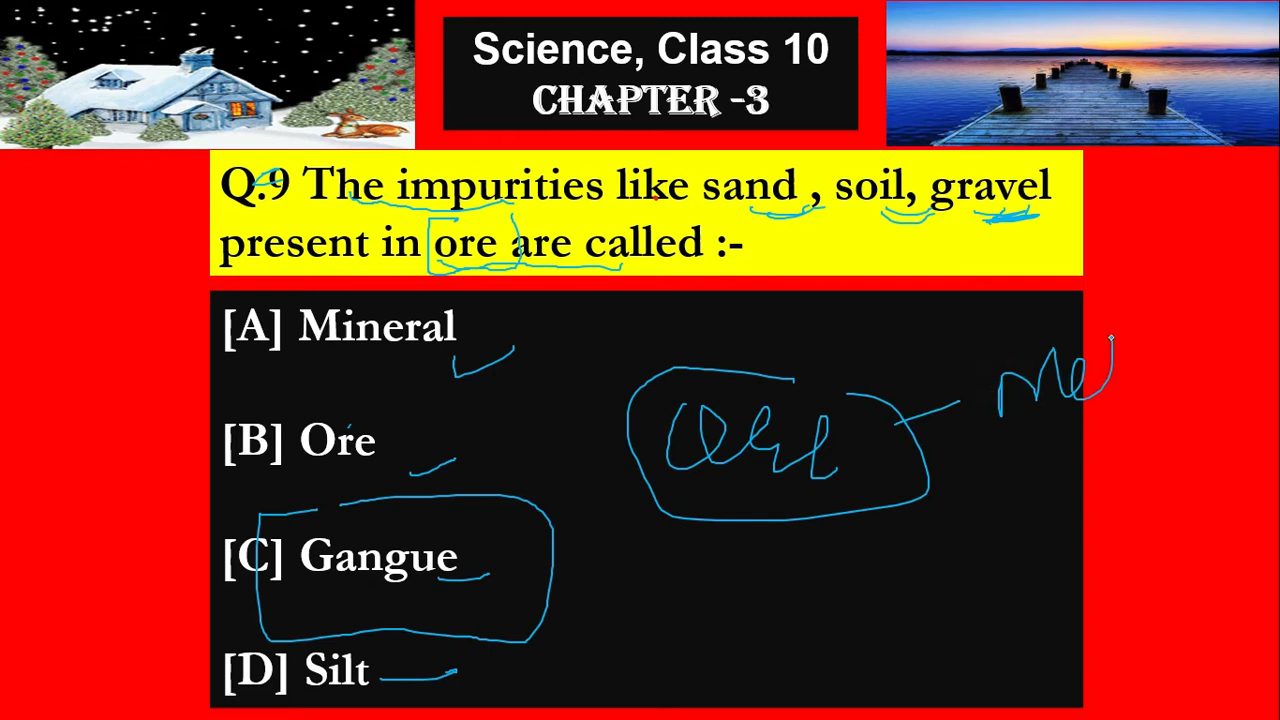 Science, Class 10
CHAPTER -3
Q.9 The impurities like sand , soil, gravel
present in ore are called :-
[A] Mineral
[B] Ore
[C] Gangue
[D] Silt